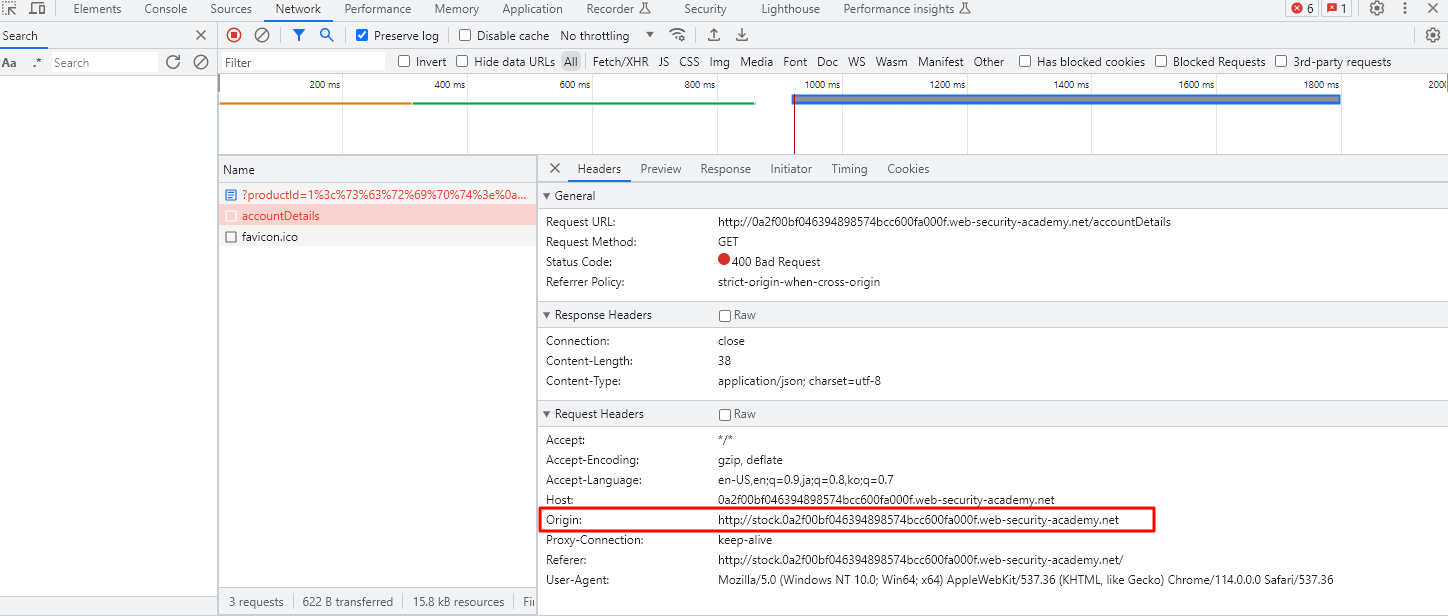 Elements Console Sources Network Performance Memory Application Recorder Security Lighthouse Performance insights 6 1
Search Preserve log Disable cache No throttling
Aa .* Search Filter Invert Hide data URLs All Fetch/XHR JS CSS Img Media Font Doc WS Wasm Manifest Other Has blocked cookies Blocked Requests 3rd-party requests
200 ms 400 ms 600 ms 800 ms 1000 ms 1200 ms 1400 ms 1600 ms 1800 ms
Name
?productId=1%3c%73%63%72%69%70%74%3e%0a...
accountDetails
favicon.ico
3 requests 622 B transferred 15.8 kB resources
Headers Preview Response Initiator Timing Cookies
General
Request URL: http://0a2f00bf046394898574bcc600fa000f.web-security-academy.net/accountDetails
Request Method: GET
Status Code: 400 Bad Request
Referrer Policy: strict-origin-when-cross-origin
Response Headers Raw
Connection: close
Content-Length: 38
Content-Type: application/json; charset=utf-8
Request Headers Raw
Accept: */*
Accept-Encoding: gzip, deflate
Accept-Language: en-US,en;q=0.9,ja;q=0.8,ko;q=0.7
Host: 0a2f00bf046394898574bcc600fa000f.web-security-academy.net
Origin: http://stock.0a2f00bf046394898574bcc600fa000f.web-security-academy.net
Proxy-Connection: keep-alive
Referer: http://stock.0a2f00bf046394898574bcc600fa000f.web-security-academy.net/
User-Agent: Mozilla/5.0 (Windows NT 10.0; Win64; x64) AppleWebKit/537.36 (KHTML, like Gecko) Chrome/114.0.0.0 Safari/537.36